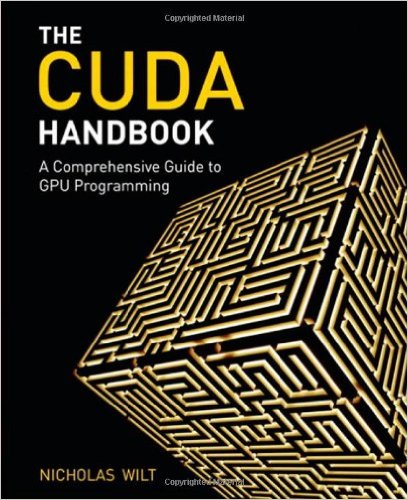 Copyrighted Material
THE
CUDA
HANDBOOK
A Comprehensive Guide to
GPU Programming
NICHOLAS WILT
Copyrighted Material